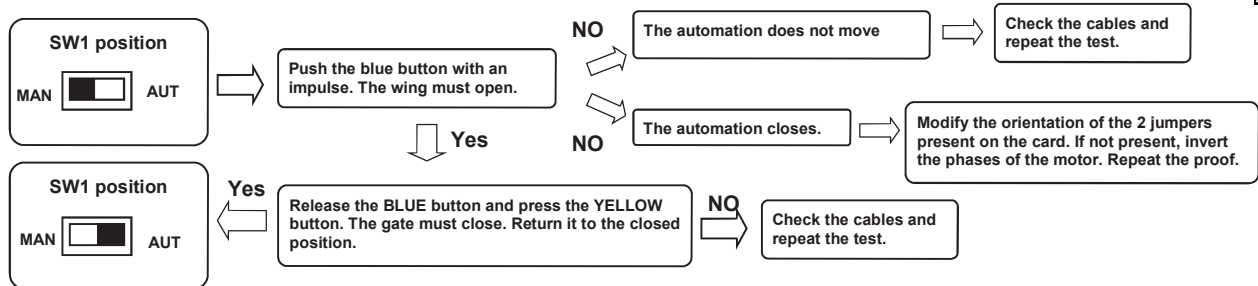 SW1 position
MAN
AUT
Push the blue button with an
impulse. The wing must open.
NO
The automation does not move
Check the cables and
repeat the test.
NO
The automation closes.
Modify the orientation of the 2 jumpers
present on the card. If not present, invert
the phases of the motor. Repeat the proof.
Yes
SW1 position
MAN
AUT
Yes
Release the BLUE button and press the YELLOW
button. The gate must close. Return it to the closed
position.
NO
Check the cables and
repeat the test.